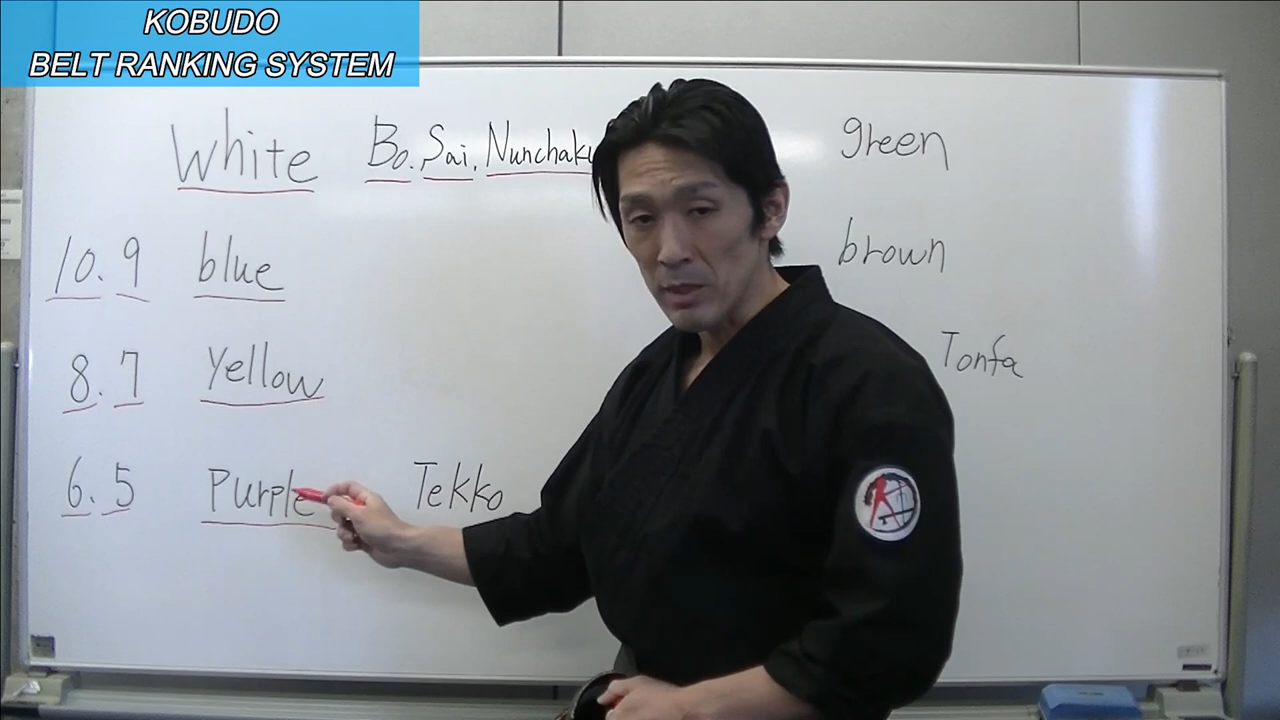 KOBUDO
BELT RANKING SYSTEM
White Bo. Sai. Nunchaku
10. 9 blue
8. 7 Yellow
6. 5 Purple Tekko
green
brown
Tonfa